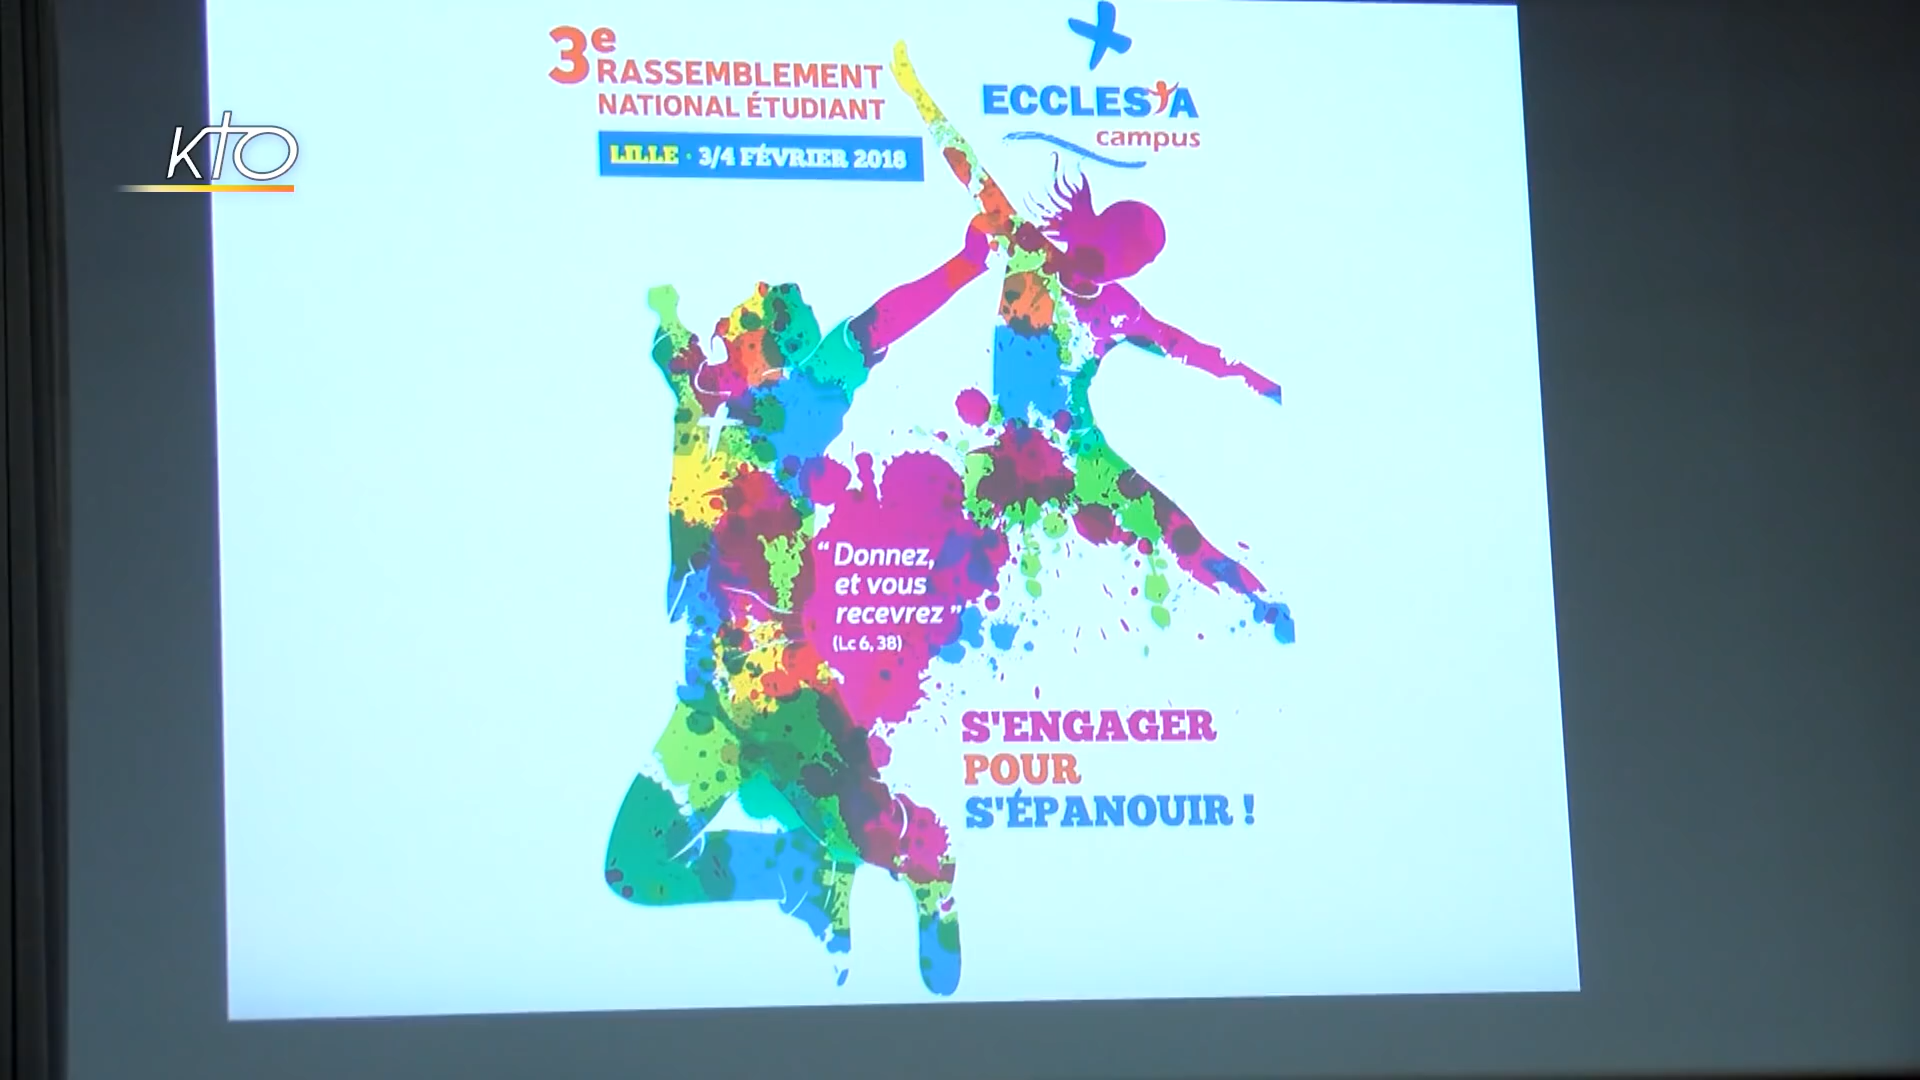 3e
RASSEMBLEMENT
NATIONAL ÉTUDIANT
LILLE · 3/4 FÉVRIER 2018
ECCLESIA
campus
KTO
“ Donnez,
et vous
recevrez ”
(Lc 6, 38)
S'ENGAGER
POUR
S'ÉPANOUIR !